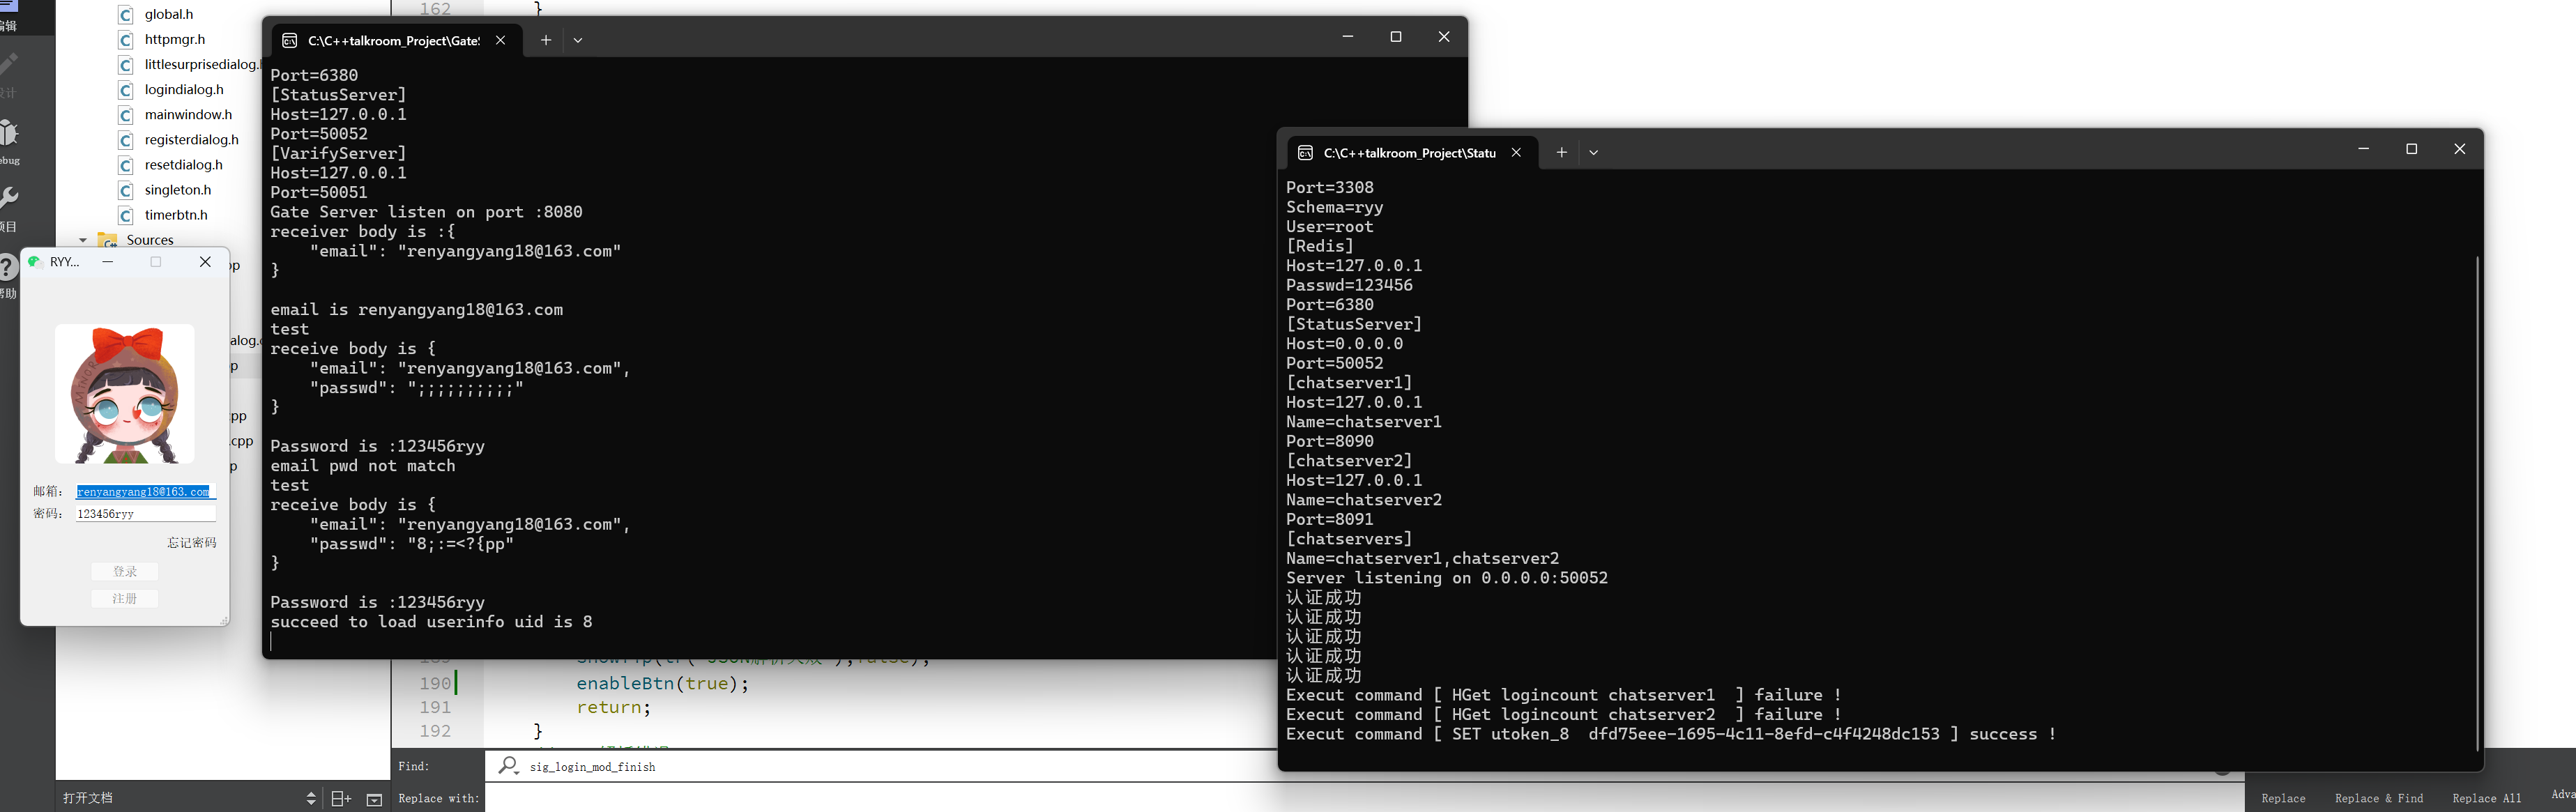 编辑
设计
Debug
项目
帮助
global.h
httpmgr.h
littlesurprisedialog.
logindialog.h
mainwindow.h
registerdialog.h
resetdialog.h
singleton.h
timerbtn.h
Sources
alog.c
cpp
.cpp
打开文档
RYY...
邮箱：
renyangyang18@163.com
密码：
123456ryy
忘记密码
登录
注册
162
}
C:\C++talkroom_Project\GateS
Port=6380
[StatusServer]
Host=127.0.0.1
Port=50052
[VarifyServer]
Host=127.0.0.1
Port=50051
Gate Server listen on port :8080
receiver body is :{
"email": "renyangyang18@163.com"
}
email is renyangyang18@163.com
test
receive body is {
"email": "renyangyang18@163.com",
"passwd": ";;;;;;;;;;"
}
Password is :123456ryy
email pwd not match
test
receive body is {
"email": "renyangyang18@163.com",
"passwd": "8;:=<?{pp"
}
Password is :123456ryy
succeed to load userinfo uid is 8
190
enableBtn(true);
191
return;
192
}
Find:
sig_login_mod_finish
Replace with:
C:\C++talkroom_Project\Statu
Port=3308
Schema=ryy
User=root
[Redis]
Host=127.0.0.1
Passwd=123456
Port=6380
[StatusServer]
Host=0.0.0.0
Port=50052
[chatserver1]
Host=127.0.0.1
Name=chatserver1
Port=8090
[chatserver2]
Host=127.0.0.1
Name=chatserver2
Port=8091
[chatservers]
Name=chatserver1,chatserver2
Server listening on 0.0.0.0:50052
认证成功
认证成功
认证成功
认证成功
认证成功
Execut command [ HGet logincount chatserver1  ] failure !
Execut command [ HGet logincount chatserver2  ] failure !
Execut command [ SET utoken_8  dfd75eee-1695-4c11-8efd-c4f4248dc153 ] success !
Replace
Replace & Find
Replace All
Adva